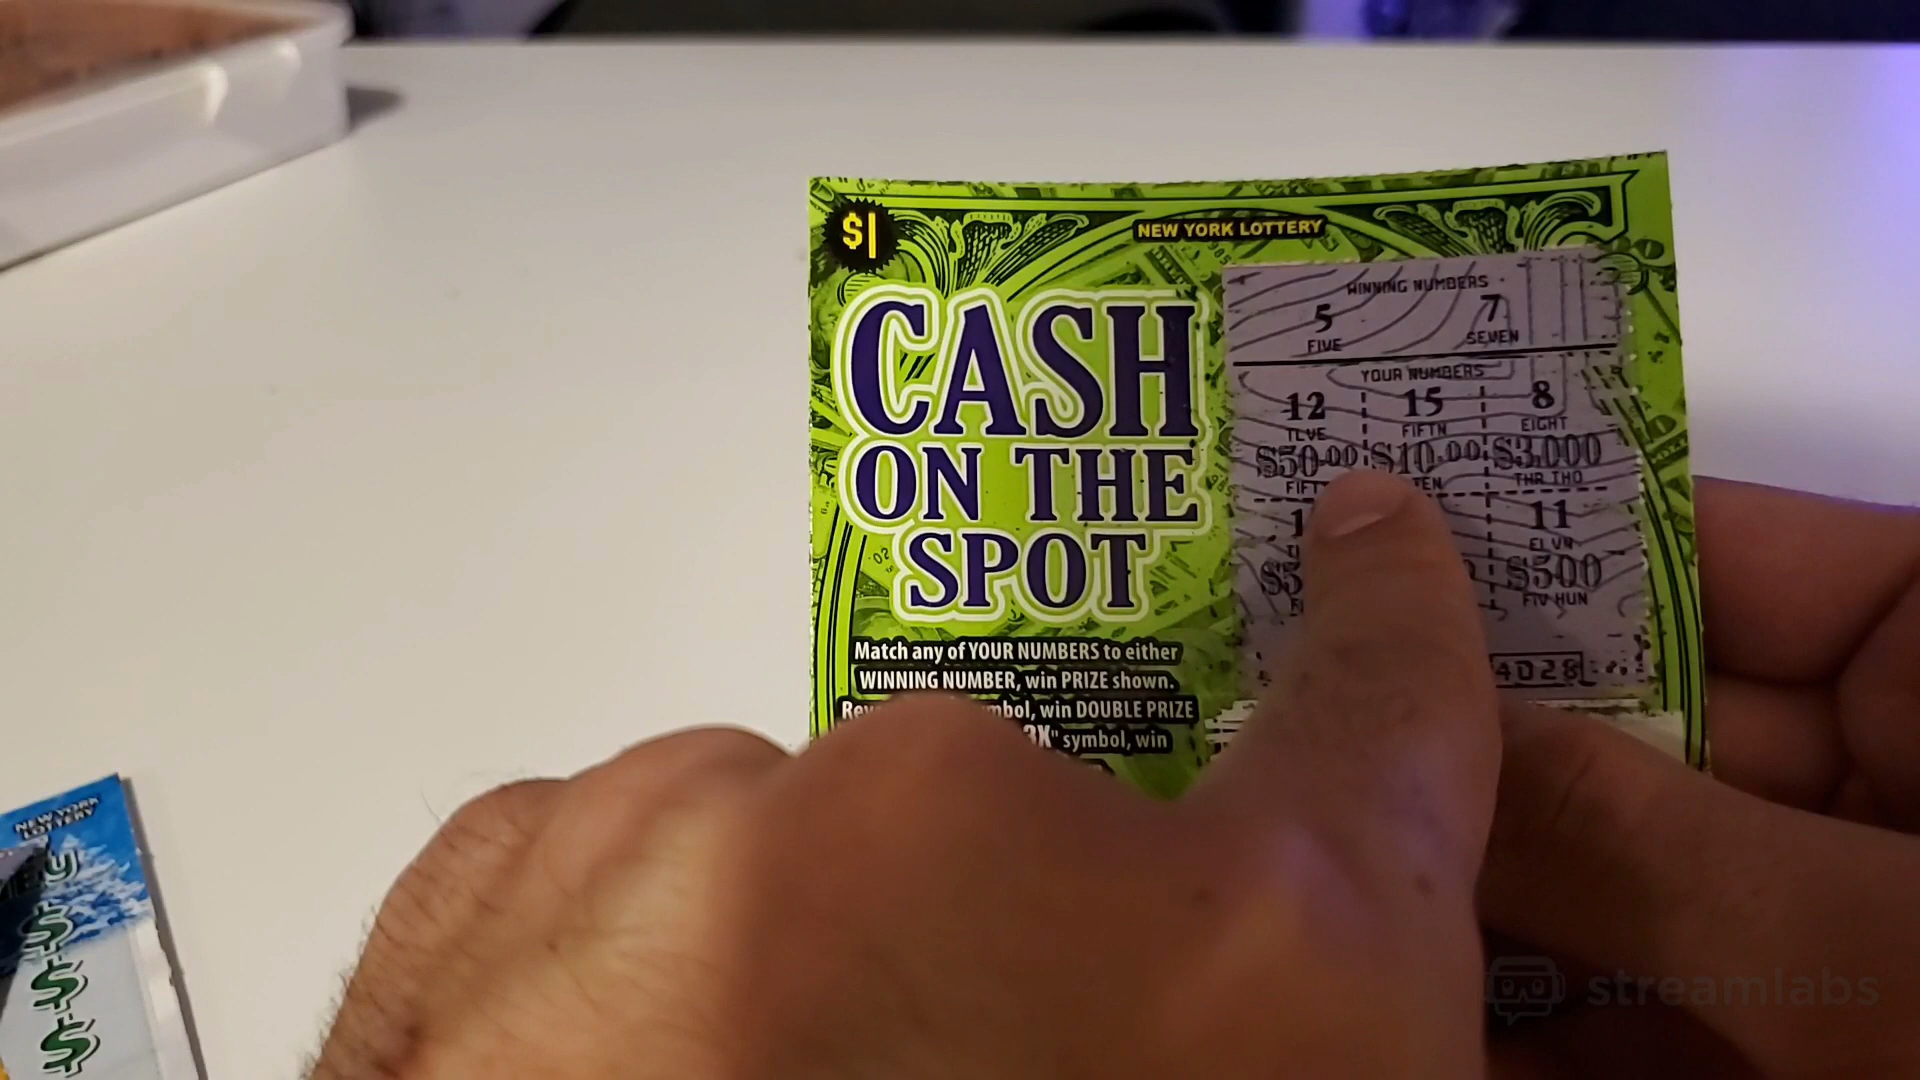 $1
NEW YORK LOTTERY
CASH
ON THE
SPOT
Match any of YOUR NUMBERS to either
WINNING NUMBER, win PRIZE shown.
symbol, win DOUBLE PRIZE
3X" symbol, win
WINNING NUMBERS
5 7
FIVE SEVEN
YOUR NUMBERS
12 15 8
TLVE FIFTN EIGHT
$50.00 $10.00 $3,000
TEN THR THO
11
ELVN
$500
FIV HUN
4028
NEW YORK
LOTTERY
$
$
$
streamlabs